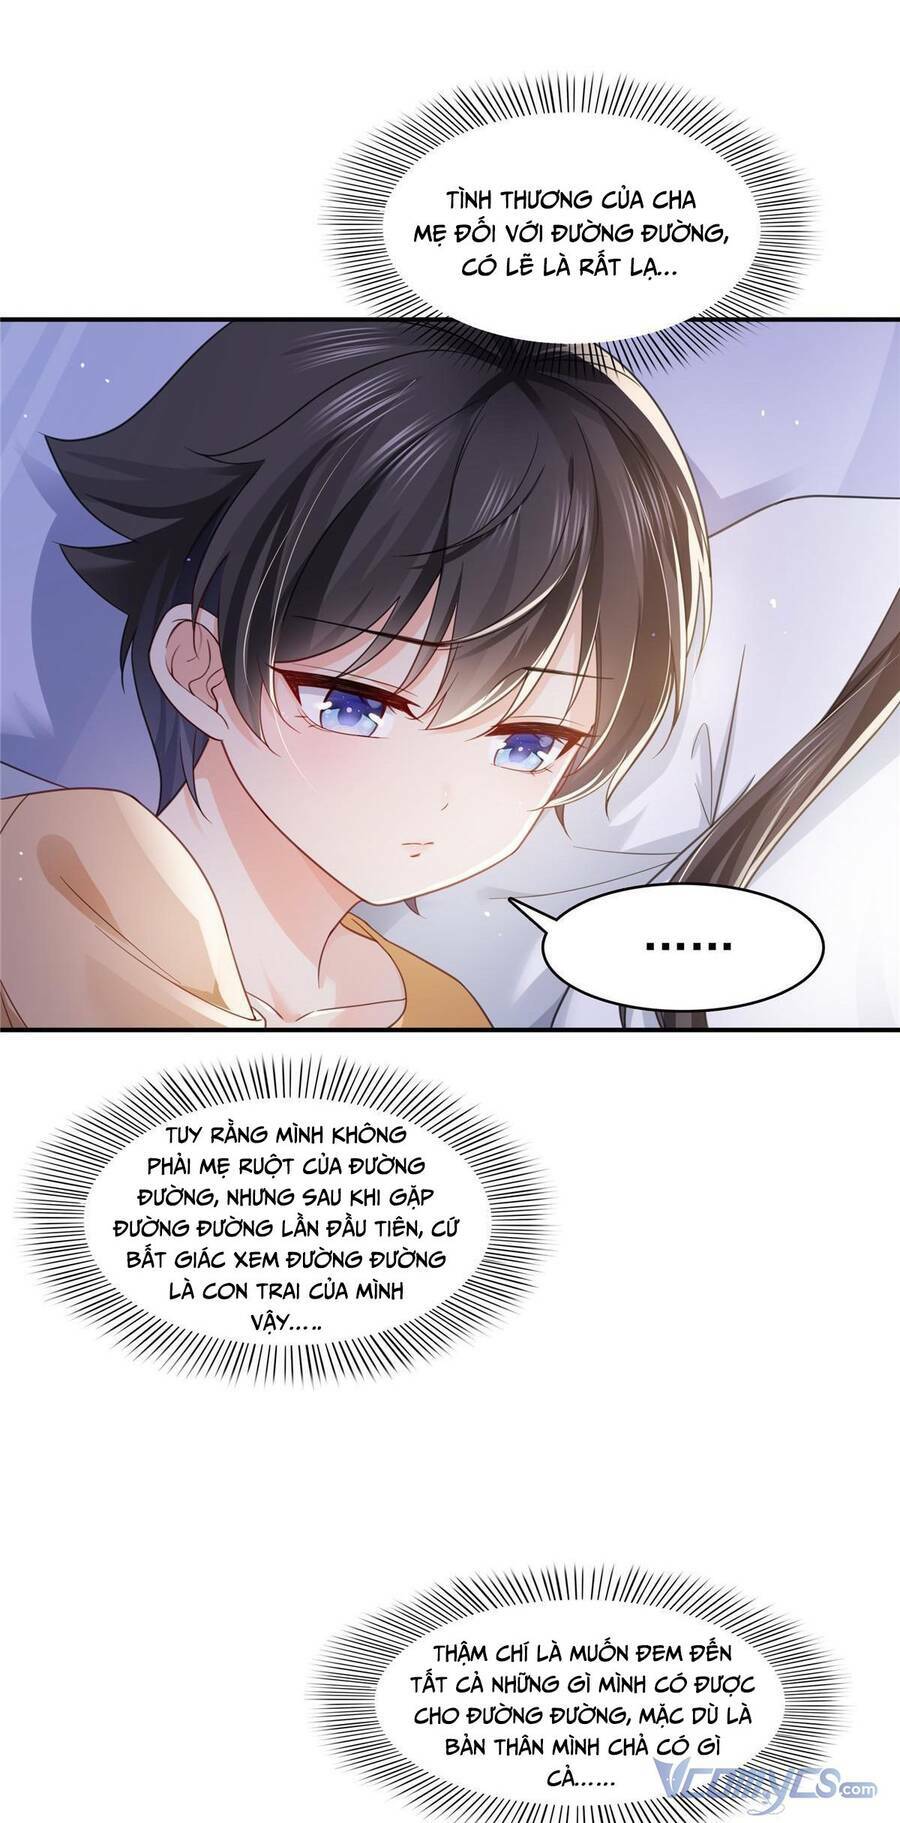 TÌNH THƯƠNG CỦA CHA
MẸ ĐỐI VỚI ĐƯỜNG ĐƯỜNG,
CÓ LẼ LÀ RẤT LẠ...
......
TUY RẰNG MÌNH KHÔNG
PHẢI MẸ RUỘT CỦA ĐƯỜNG
ĐƯỜNG, NHƯNG SAU KHI GẶP
ĐƯỜNG ĐƯỜNG LẦN ĐẦU TIÊN, CỨ
BẤT GIÁC XEM ĐƯỜNG ĐƯỜNG
LÀ CON TRAI CỦA MÌNH
VẬY.....
THẬM CHÍ LÀ MUỐN ĐEM ĐẾN
TẤT CẢ NHỮNG GÌ MÌNH CÓ ĐƯỢC
CHO ĐƯỜNG ĐƯỜNG, MẶC DÙ LÀ
BẢN THÂN MÌNH CHẢ CÓ GÌ
CẢ......
VCOMYCS.com